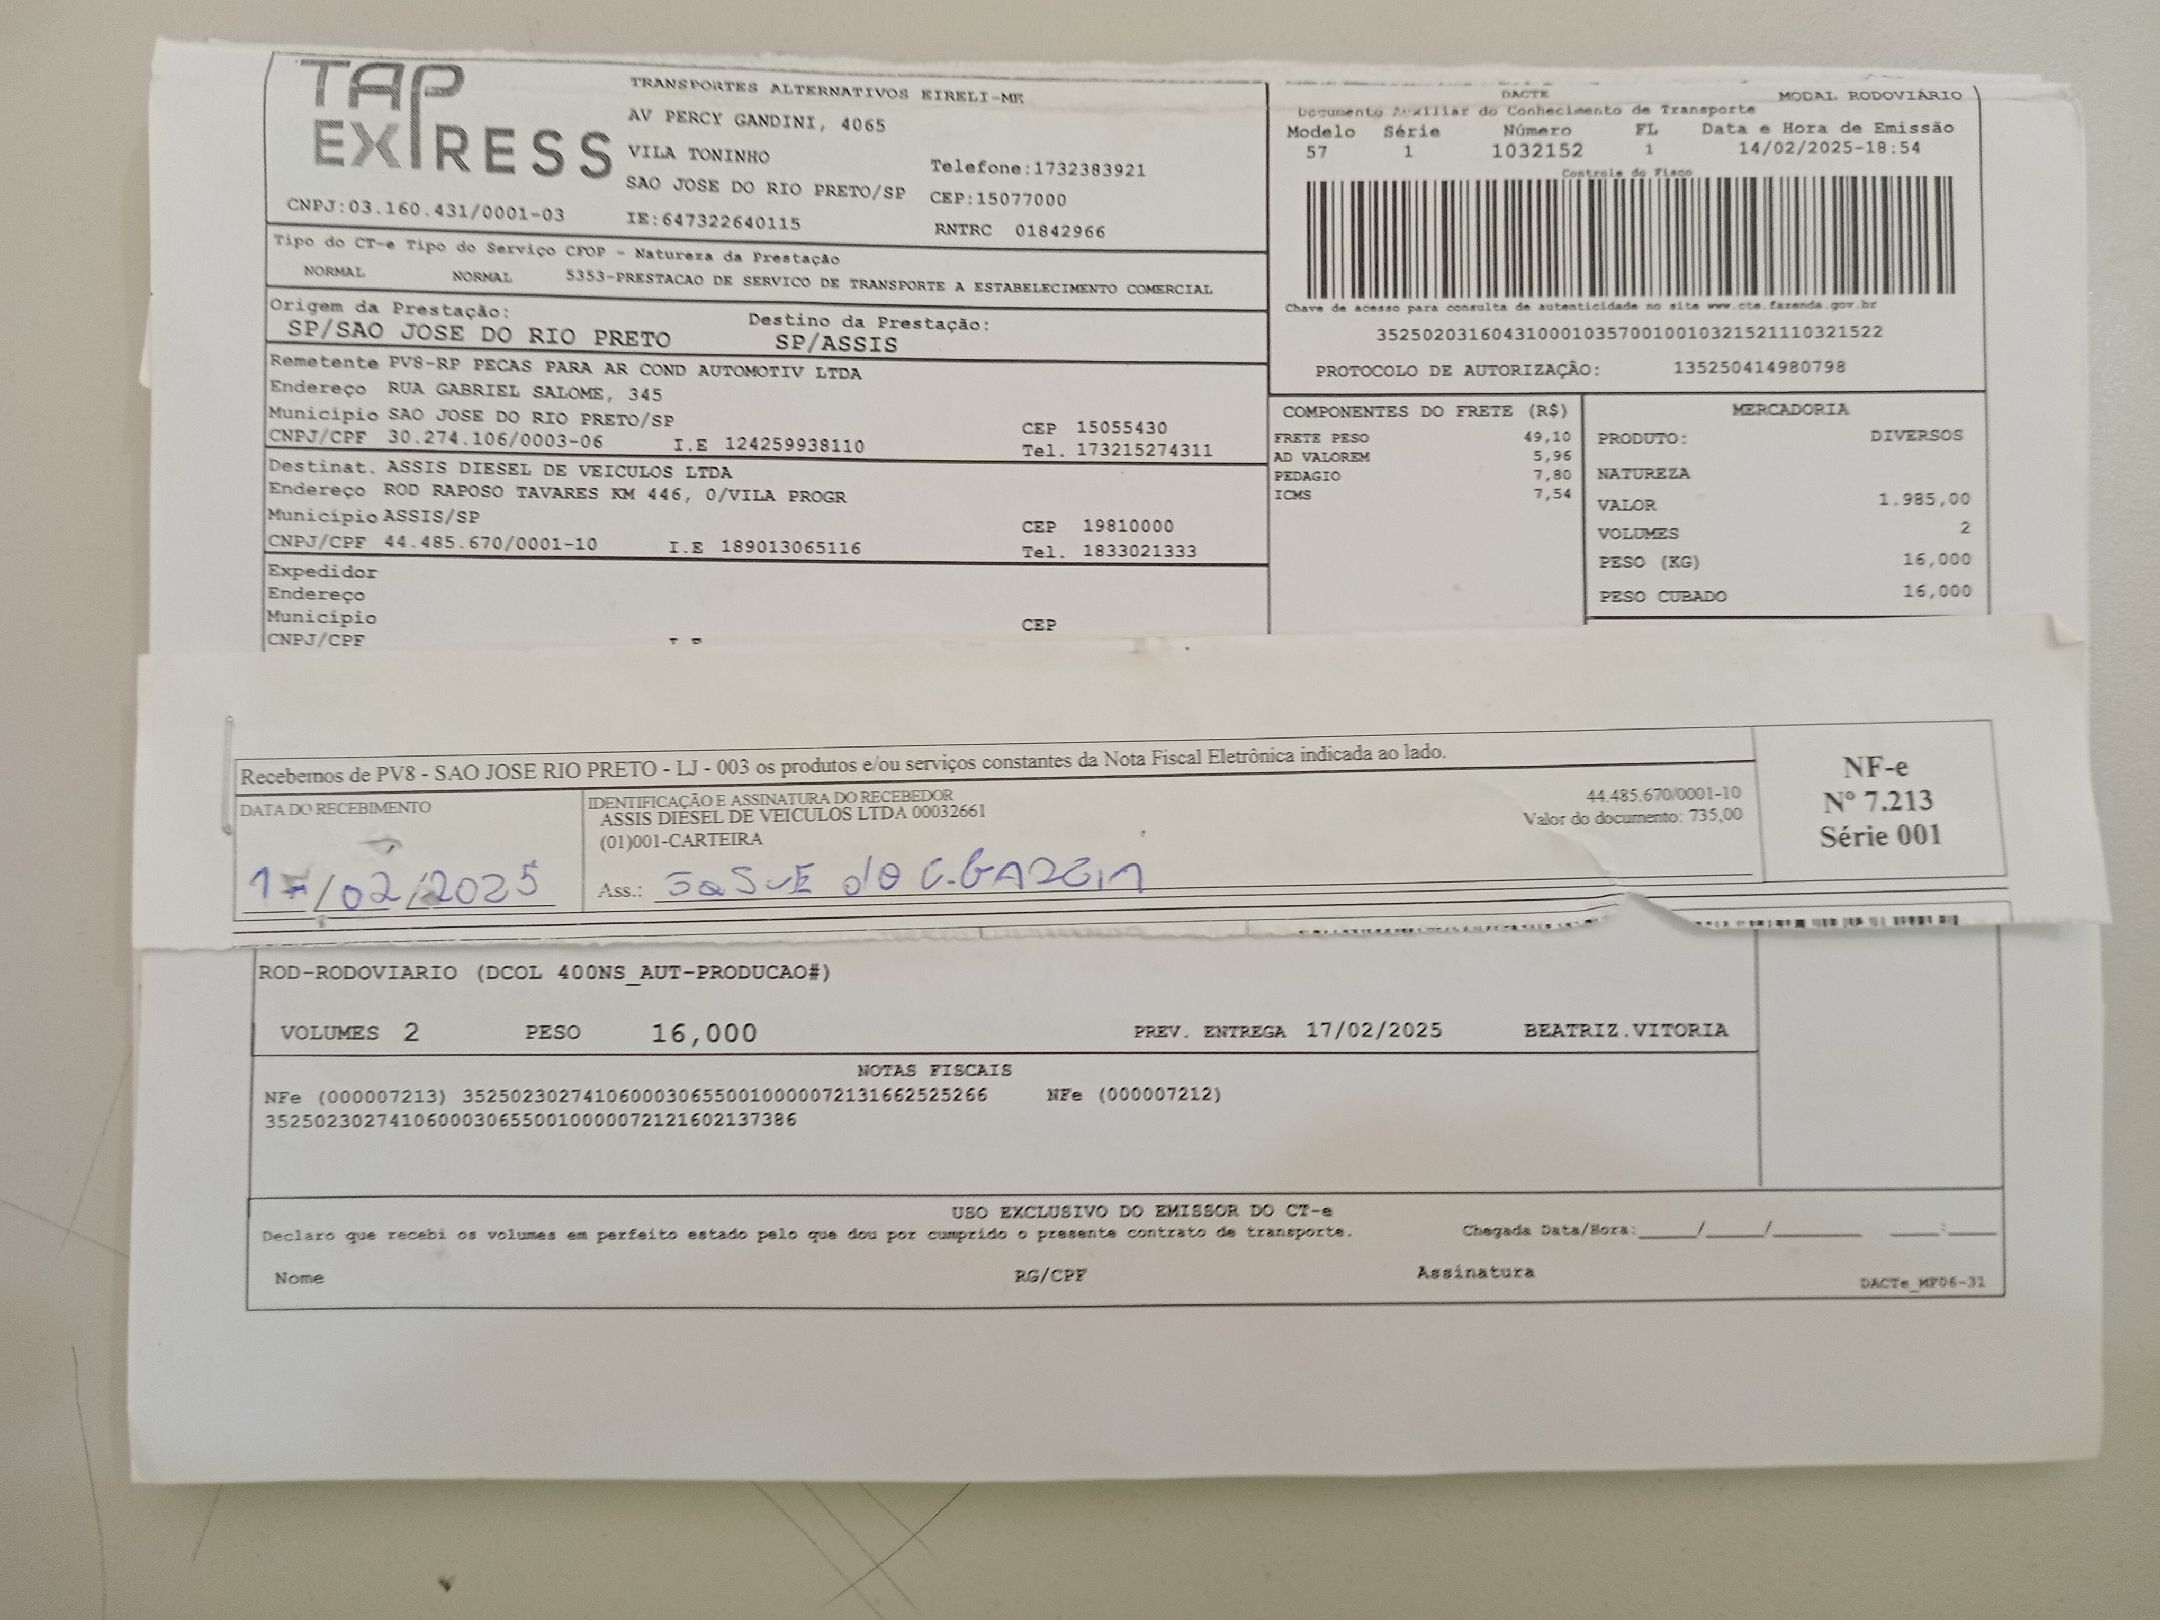 TAP EXPRESS
TRANSPORTES ALTERNATIVOS EIRELI-ME
AV PERCY GANDINI, 4065
VILA TONINHO Telefone:1732383921
SAO JOSE DO RIO PRETO/SP CEP:15077000
CNPJ:03.160.431/0001-03 IE:647322640115 RNTRC 01842966
DACTE MODAL RODOVIÁRIO
Documento Auxiliar do Conhecimento de Transporte
Modelo Série Número FL Data e Hora de Emissão
57 1 1032152 1 14/02/2025-18:54
Controle do Fisco
Chave de acesso para consulta de autenticidade no site www.cte.fazenda.gov.br
35250203160431000103570010010321521110321522
PROTOCOLO DE AUTORIZAÇÃO: 135250414980798
Tipo do CT-e Tipo do Serviço CFOP - Natureza da Prestação
NORMAL NORMAL 5353-PRESTACAO DE SERVICO DE TRANSPORTE A ESTABELECIMENTO COMERCIAL
Origem da Prestação: Destino da Prestação:
SP/SAO JOSE DO RIO PRETO SP/ASSIS
Remetente PV8-RP PECAS PARA AR COND AUTOMOTIV LTDA
Endereço RUA GABRIEL SALOME, 345
Município SAO JOSE DO RIO PRETO/SP CEP 15055430
CNPJ/CPF 30.274.106/0003-06 I.E 124259938110 Tel. 173215274311
Destinat. ASSIS DIESEL DE VEICULOS LTDA
Endereço ROD RAPOSO TAVARES KM 446, 0/VILA PROGR
Município ASSIS/SP CEP 19810000
CNPJ/CPF 44.485.670/0001-10 I.E 189013065116 Tel. 1833021333
Expedidor
Endereço
Município CEP
CNPJ/CPF
COMPONENTES DO FRETE (R$)
FRETE PESO 49,10
AD VALOREM 5,96
PEDAGIO 7,80
ICMS 7,54
MERCADORIA
PRODUTO: DIVERSOS
NATUREZA
VALOR 1.985,00
VOLUMES 2
PESO (KG) 16,000
PESO CUBADO 16,000
Recebemos de PV8 - SAO JOSE RIO PRETO - LJ - 003 os produtos e/ou serviços constantes da Nota Fiscal Eletrônica indicada ao lado.
DATA DO RECEBIMENTO
17/02/2025
IDENTIFICAÇÃO E ASSINATURA DO RECEBEDOR
ASSIS DIESEL DE VEICULOS LTDA 00032661
(01)001-CARTEIRA
44.485.670/0001-10
Valor do documento: 735,00
Ass.:
NF-e
Nº 7.213
Série 001
ROD-RODOVIARIO (DCOL 400NS_AUT-PRODUCAO#)
VOLUMES 2 PESO 16,000 PREV. ENTREGA 17/02/2025 BEATRIZ.VITORIA
NOTAS FISCAIS
NFe (000007213) 35250230274106000306550010000072131662525266 NFe (000007212)
35250230274106000306550010000072121602137386
USO EXCLUSIVO DO EMISSOR DO CT-e
Declaro que recebi os volumes em perfeito estado pelo que dou por cumprido o presente contrato de transporte. Chegada Data/Hora:____/____/______ ___:___
Nome RG/CPF Assinatura
DACTe_MF06-31